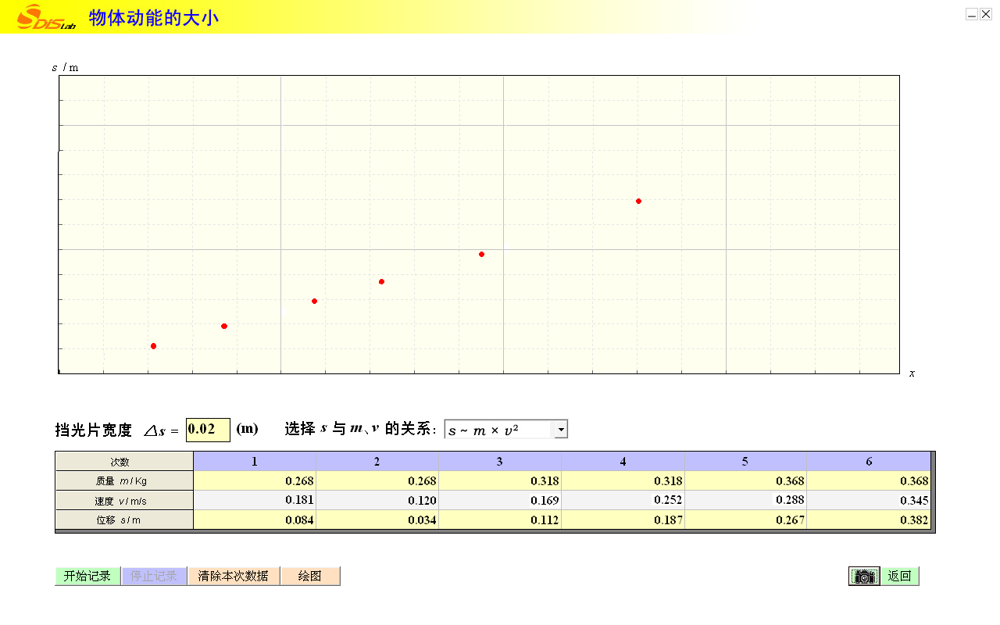 SDISLab 物体动能的大小
s / m
x
挡光片宽度 △s = 0.02 (m) 选择 s 与 m、v 的关系: s ~ m × v²
次数 1 2 3 4 5 6
质量 m / Kg 0.268 0.268 0.318 0.318 0.368 0.368
速度 v / m/s 0.181 0.120 0.169 0.252 0.288 0.345
位移 s / m 0.084 0.034 0.112 0.187 0.267 0.382
开始记录 停止记录 清除本次数据 绘图 返回